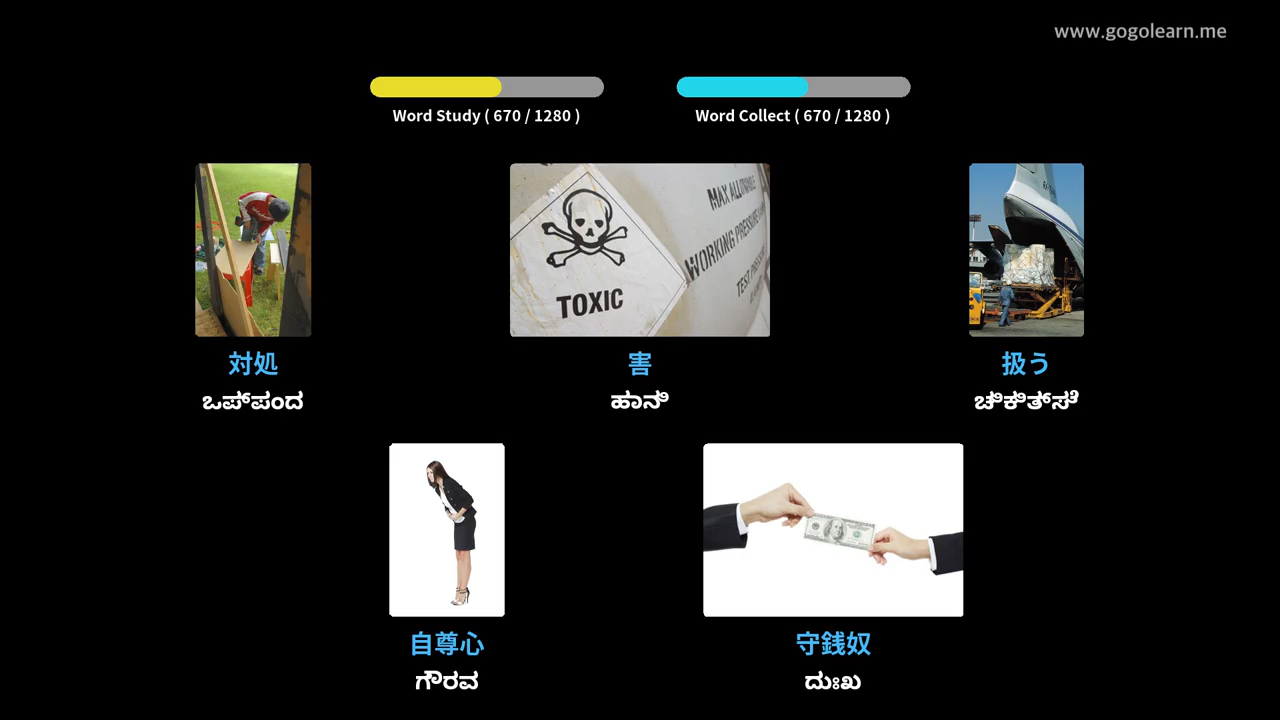 www.gogolearn.me
Word Study ( 670 / 1280 )
Word Collect ( 670 / 1280 )
TOXIC
MAX ALLOWABLE
WORKING PRESSURE
TEST
対処
害
扱う
ಒಪ್ಪಂದ
ಹಾನಿ
ಚಿಕಿತ್ಸೆ
自尊心
守銭奴
ಗೌರವ
ದುಃಖ